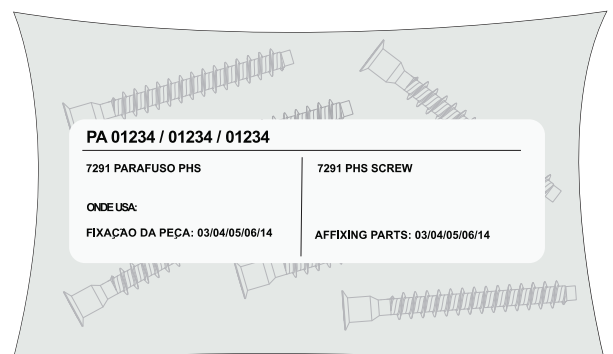 PA 01234 / 01234 / 01234
7291 PARAFUSO PHS
ONDE USA:
FIXAÇAO DA PEÇA: 03/04/05/06/14
7291 PHS SCREW
AFFIXING PARTS: 03/04/05/06/14